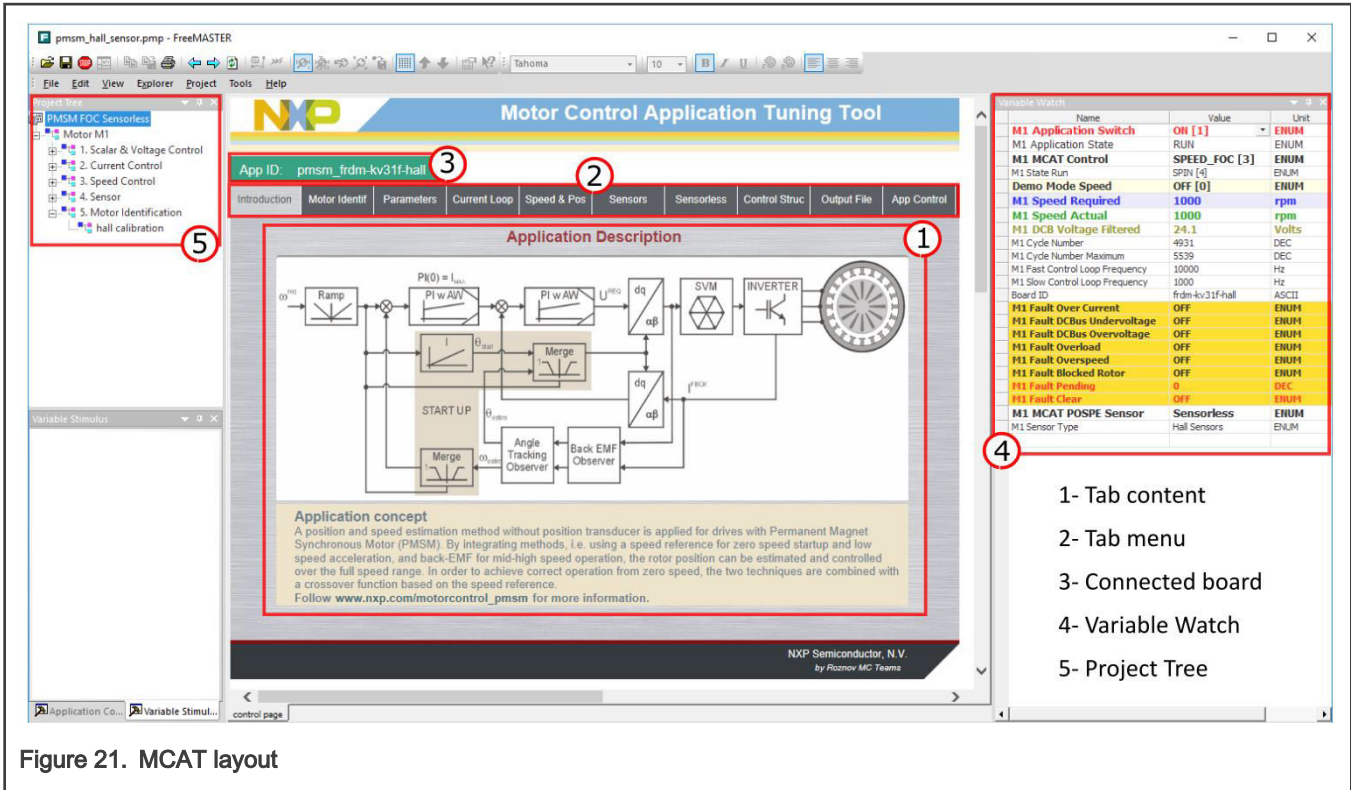 pmsm_hall_sensor.pmp - FreeMASTER
Tahoma 10 B I U
File Edit View Explorer Project Tools Help
Project Tree
PMSM FOC Sensorless
Motor M1
1. Scalar & Voltage Control
2. Current Control
3. Speed Control
4. Sensor
5. Motor Identification
hall calibration
5
Variable Stimulus
Application Co... Variable Stimul...
NXP Motor Control Application Tuning Tool
App ID: pmsm_frdm-kv31f-hall 3
2
Introduction Motor Identif Parameters Current Loop Speed & Pos Sensors Sensorless Control Struc Output File App Control
Application Description 1
PI(0) = I
ω req Ramp PI w AW PI w AW U REQ dq αβ SVM INVERTER
I θ start Merge
dq αβ I FBCK
START UP θ estim
Merge ω estim Angle Tracking Observer Back EMF Observer
Application concept
A position and speed estimation method without position transducer is applied for drives with Permanent Magnet
Synchronous Motor (PMSM). By integrating methods, i.e. using a speed reference for zero speed startup and low
speed acceleration, and back-EMF for mid-high speed operation, the rotor position can be estimated and controlled
over the full speed range. In order to achieve correct operation from zero speed, the two techniques are combined with
a crossover function based on the speed reference.
Follow www.nxp.com/motorcontrol_pmsm for more information.
NXP Semiconductor, N.V.
by Roznov MC Teams
control page
Variable Watch
Name Value Unit
M1 Application Switch ON [1] ENUM
M1 Application State RUN ENUM
M1 MCAT Control SPEED_FOC [3] ENUM
M1 State Run SPIN [4] ENUM
Demo Mode Speed OFF [0] ENUM
M1 Speed Required 1000 rpm
M1 Speed Actual 1000 rpm
M1 DCB Voltage Filtered 24.1 Volts
M1 Cycle Number 4931 DEC
M1 Cycle Number Maximum 5539 DEC
M1 Fast Control Loop Frequency 10000 Hz
M1 Slow Control Loop Frequency 1000 Hz
Board ID frdm-kv31f-hall ASCII
M1 Fault Over Current OFF ENUM
M1 Fault DCBus Undervoltage OFF ENUM
M1 Fault DCBus Overvoltage OFF ENUM
M1 Fault Overload OFF ENUM
M1 Fault Overspeed OFF ENUM
M1 Fault Blocked Rotor OFF ENUM
M1 Fault Pending 0 DEC
M1 Fault Clear OFF ENUM
M1 MCAT POSPE Sensor Sensorless ENUM
M1 Sensor Type Hall Sensors ENUM
4
1- Tab content
2- Tab menu
3- Connected board
4- Variable Watch
5- Project Tree
Figure 21. MCAT layout